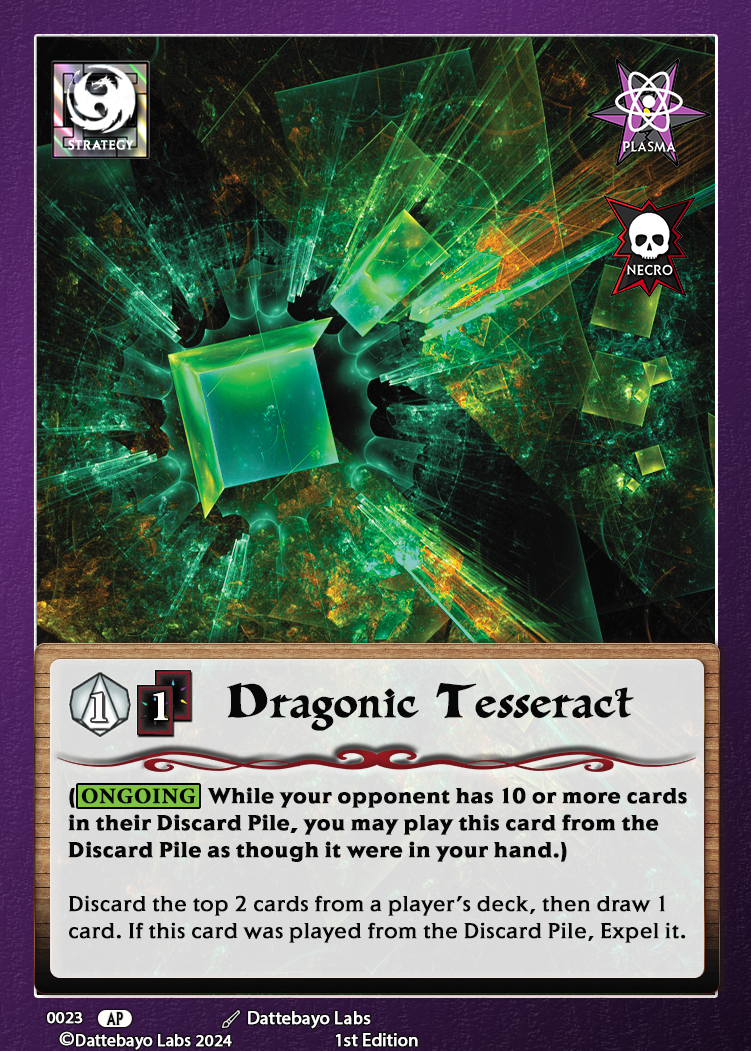 STRATEGY
PLASMA
NECRO
1 1 Dragonic Tesseract
(ONGOING While your opponent has 10 or more cards
in their Discard Pile, you may play this card from the
Discard Pile as though it were in your hand.)
Discard the top 2 cards from a player's deck, then draw 1
card. If this card was played from the Discard Pile, Expel it.
0023 AP Dattebayo Labs
©Dattebayo Labs 2024 1st Edition